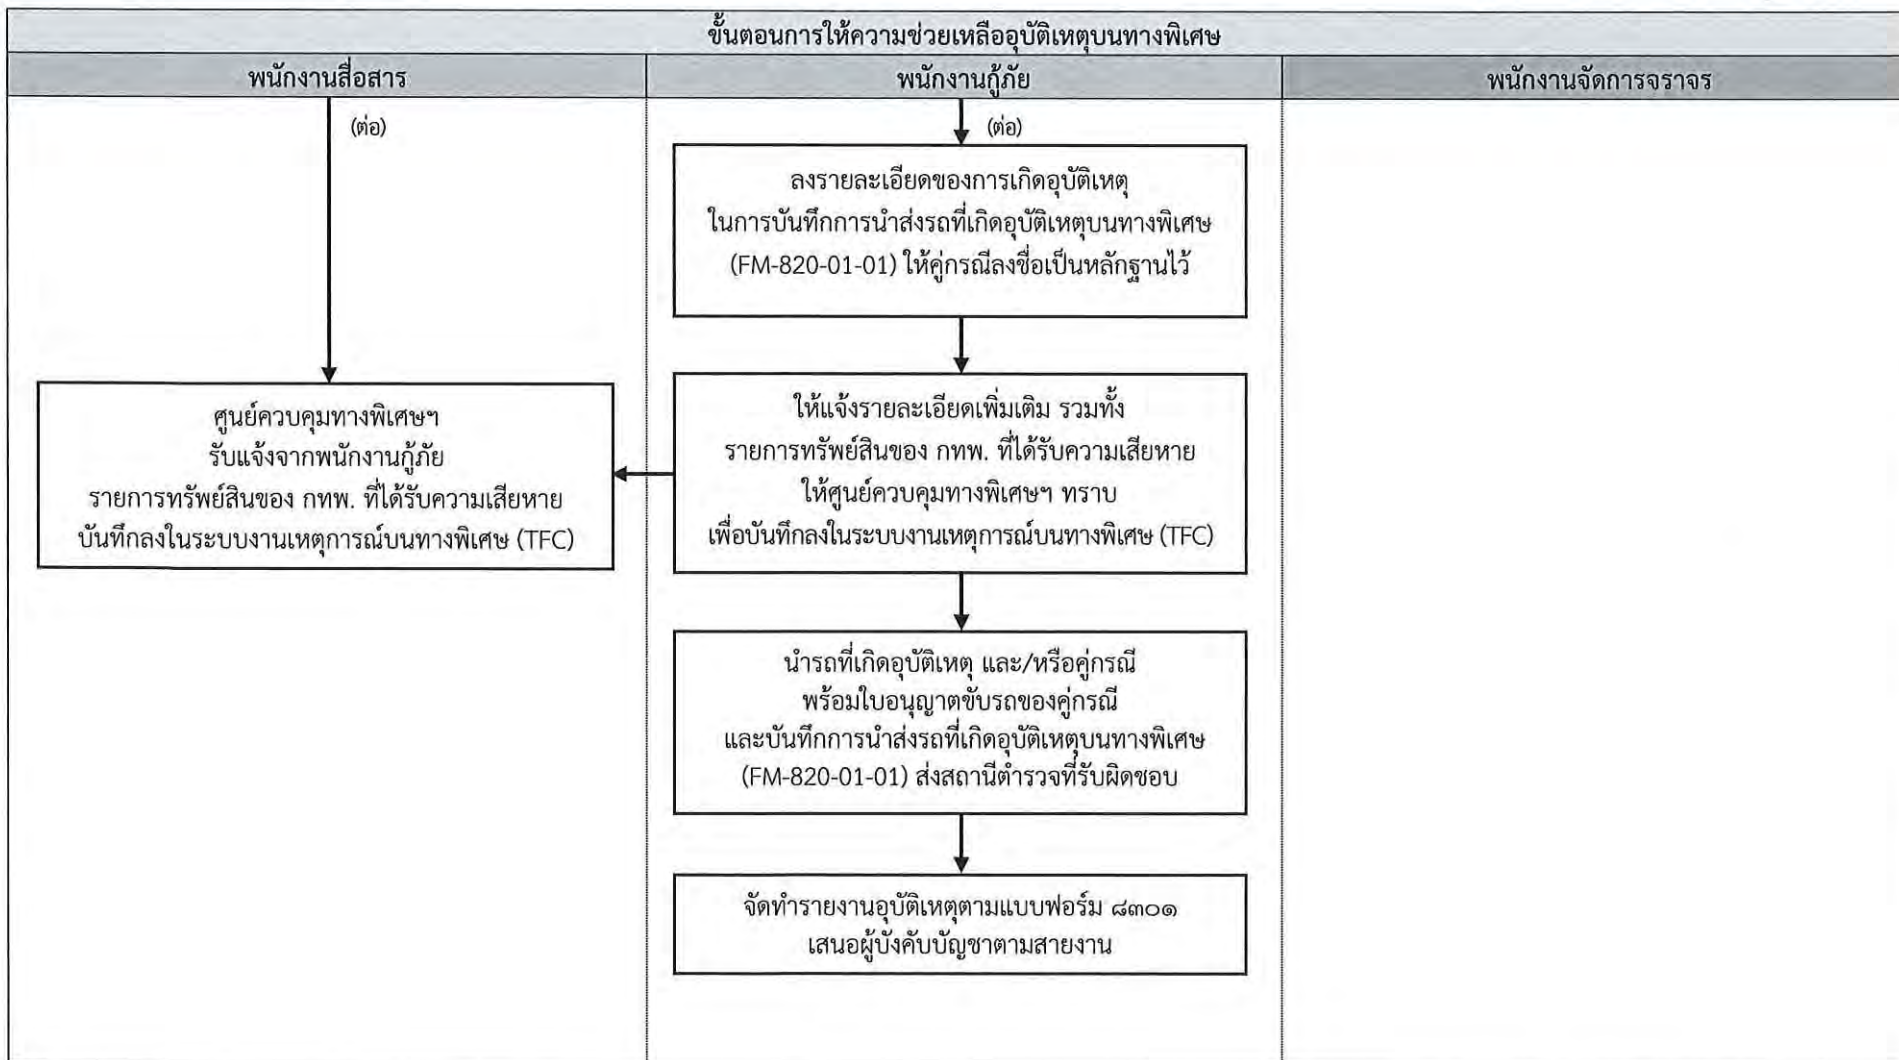 ขั้นตอนการให้ความช่วยเหลืออุบัติเหตุบนทางพิเศษ
พนักงานสื่อสาร
พนักงานกู้ภัย
พนักงานจัดการจราจร
(ต่อ)
(ต่อ)
ลงรายละเอียดของการเกิดอุบัติเหตุ
ในการบันทึกการนำส่งรถที่เกิดอุบัติเหตุบนทางพิเศษ
(FM-820-01-01) ให้คู่กรณีลงชื่อเป็นหลักฐานไว้
ศูนย์ควบคุมทางพิเศษฯ
รับแจ้งจากพนักงานกู้ภัย
รายการทรัพย์สินของ กทพ. ที่ได้รับความเสียหาย
บันทึกลงในระบบงานเหตุการณ์บนทางพิเศษ (TFC)
ให้แจ้งรายละเอียดเพิ่มเติม รวมทั้ง
รายการทรัพย์สินของ กทพ. ที่ได้รับความเสียหาย
ให้ศูนย์ควบคุมทางพิเศษฯ ทราบ
เพื่อบันทึกลงในระบบงานเหตุการณ์บนทางพิเศษ (TFC)
นำรถที่เกิดอุบัติเหตุ และ/หรือคู่กรณี
พร้อมใบอนุญาตขับรถของคู่กรณี
และบันทึกการนำส่งรถที่เกิดอุบัติเหตุบนทางพิเศษ
(FM-820-01-01) ส่งสถานีตำรวจที่รับผิดชอบ
จัดทำรายงานอุบัติเหตุตามแบบฟอร์ม ๘๓๐๑
เสนอผู้บังคับบัญชาตามสายงาน